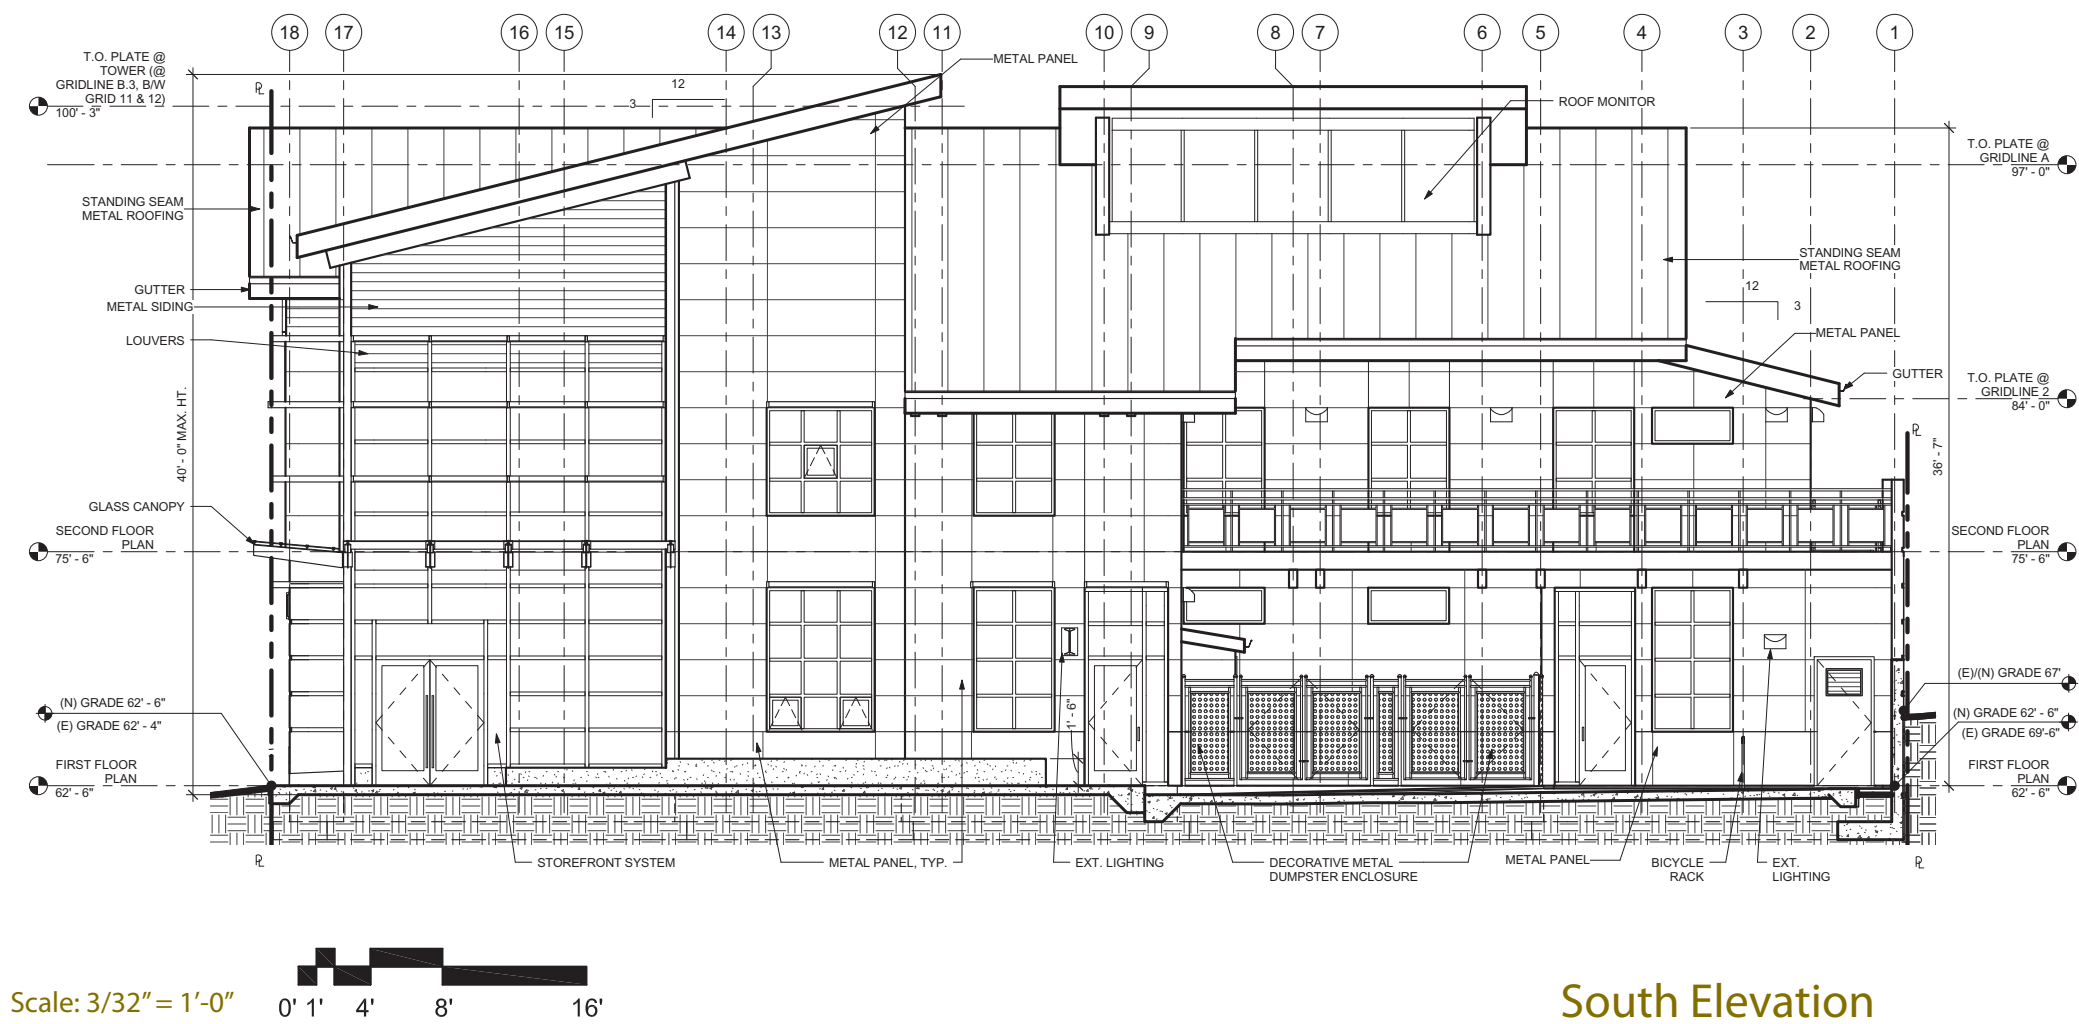 18 17 16 15 14 13 12 11 10 9 8 7 6 5 4 3 2 1
T.O. PLATE @
TOWER (@
GRIDLINE B.3, B/W
GRID 11 & 12)
100' - 3"
PL
12
3
METAL PANEL
ROOF MONITOR
T.O. PLATE @
GRIDLINE A
97' - 0"
STANDING SEAM
METAL ROOFING
STANDING SEAM
METAL ROOFING
GUTTER
METAL SIDING
LOUVERS
12
3
METAL PANEL
GUTTER
T.O. PLATE @
GRIDLINE 2
84' - 0"
40' - 0" MAX. HT.
36' - 7"
PL
GLASS CANOPY
SECOND FLOOR
PLAN
75' - 6"
SECOND FLOOR
PLAN
75' - 6"
(N) GRADE 62' - 6"
(E) GRADE 62' - 4"
FIRST FLOOR
PLAN
62' - 6"
1' - 6"
(E)/(N) GRADE 67'
(N) GRADE 62' - 6"
(E) GRADE 69'-6"
FIRST FLOOR
PLAN
62' - 6"
PL
STOREFRONT SYSTEM
METAL PANEL, TYP.
EXT. LIGHTING
DECORATIVE METAL
DUMPSTER ENCLOSURE
METAL PANEL
BICYCLE
RACK
EXT.
LIGHTING
PL
Scale: 3/32" = 1'-0"
0' 1' 4' 8' 16'
South Elevation